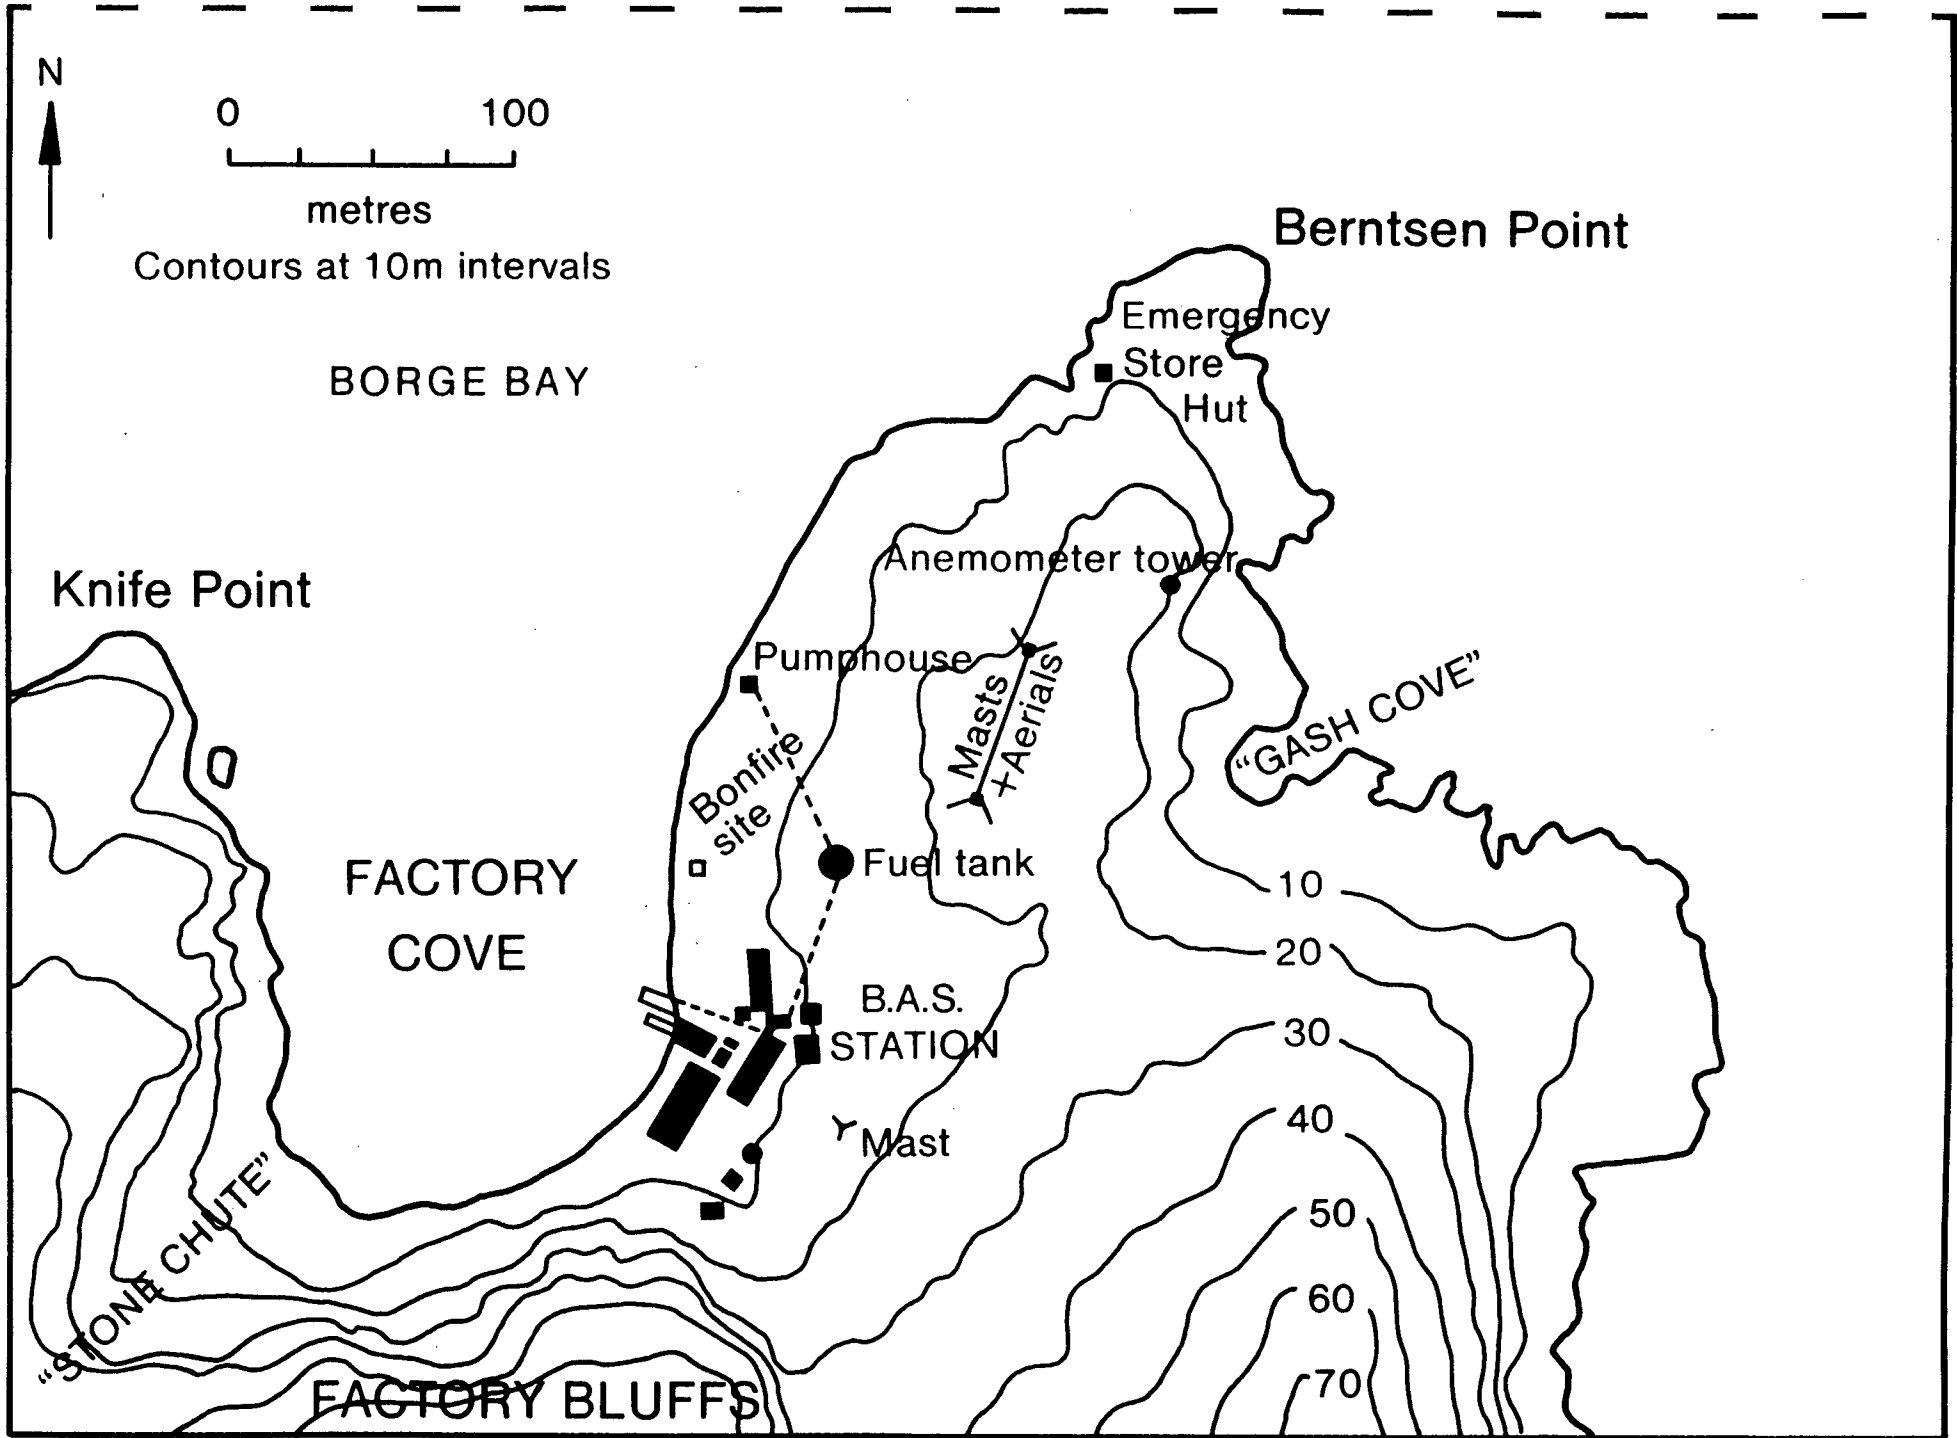 N
0 100
metres
Contours at 10m intervals
Berntsen Point
Emergency
Store
Hut
BORGE BAY
Anemometer tower
Knife Point
Pumphouse
Masts
+Aerials
"GASH COVE"
Bonfire
site
Fuel tank
FACTORY
COVE
10
20
B.A.S.
STATION
30
40
Mast
"STONE CHUTE"
50
60
70
FACTORY BLUFFS